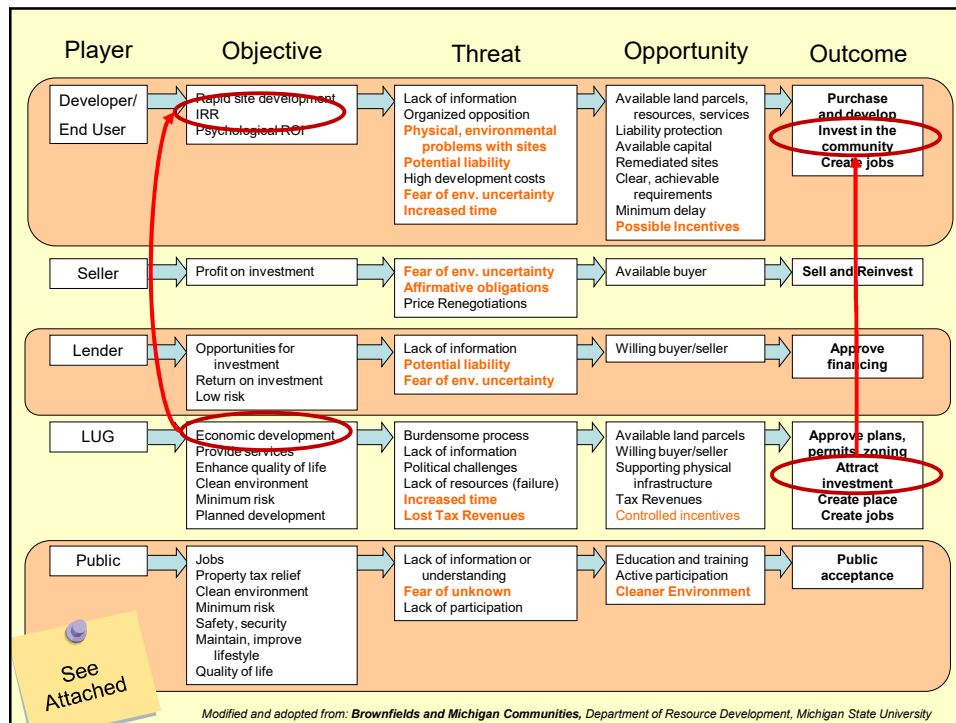 Player
Objective
Threat
Opportunity
Outcome
Developer/
End User
Rapid site development
IRR
Psychological ROI
Lack of information
Organized opposition
Physical, environmental
problems with sites
Potential liability
High development costs
Fear of env. uncertainty
Increased time
Available land parcels,
resources, services
Liability protection
Available capital
Remediated sites
Clear, achievable
requirements
Minimum delay
Possible Incentives
Purchase
and develop
Invest in the
community
Create jobs
Seller
Profit on investment
Fear of env. uncertainty
Affirmative obligations
Price Renegotiations
Available buyer
Sell and Reinvest
Lender
Opportunities for
investment
Return on investment
Low risk
Lack of information
Potential liability
Fear of env. uncertainty
Willing buyer/seller
Approve
financing
LUG
Economic development
Provide services
Enhance quality of life
Clean environment
Minimum risk
Planned development
Burdensome process
Lack of information
Political challenges
Lack of resources (failure)
Increased time
Lost Tax Revenues
Available land parcels
Willing buyer/seller
Supporting physical
infrastructure
Tax Revenues
Controlled incentives
Approve plans,
permits, zoning
Attract
investment
Create place
Create jobs
Public
Jobs
Property tax relief
Clean environment
Minimum risk
Safety, security
Maintain, improve
lifestyle
Quality of life
Lack of information or
understanding
Fear of unknown
Lack of participation
Education and training
Active participation
Cleaner Environment
Public
acceptance
See
Attached
Modified and adopted from: Brownfields and Michigan Communities, Department of Resource Development, Michigan State University